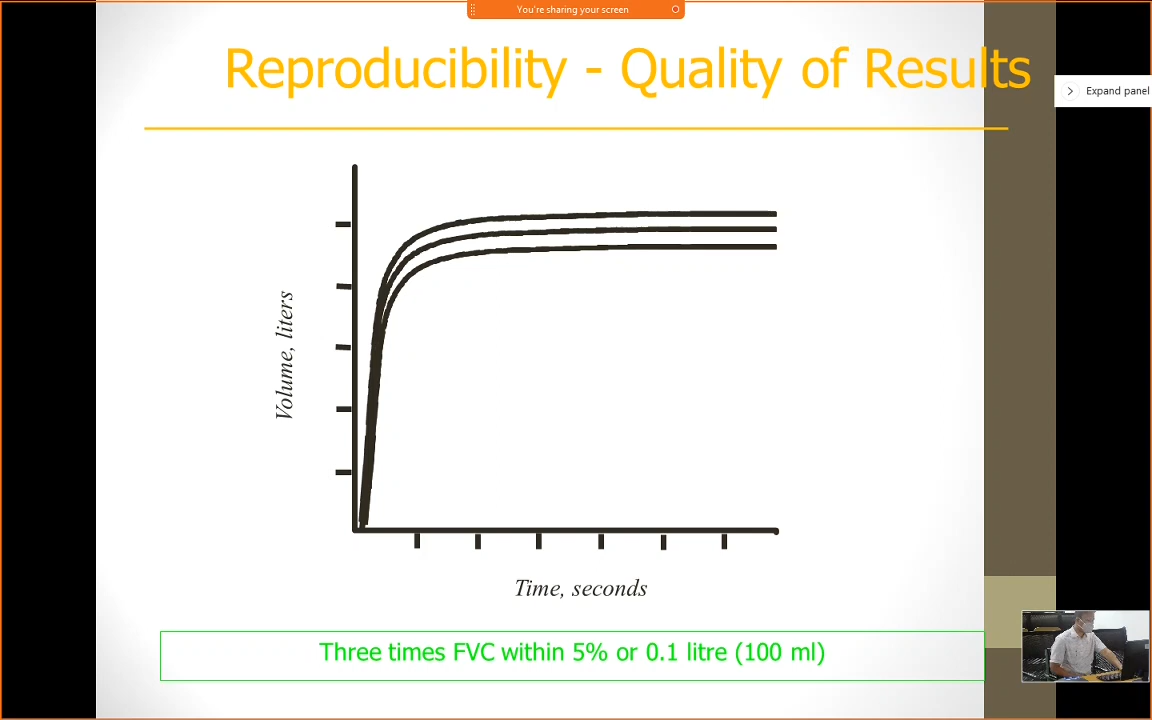 You're sharing your screen
Reproducibility - Quality of Results
Expand panel
Volume, liters
Time, seconds
Three times FVC within 5% or 0.1 litre (100 ml)